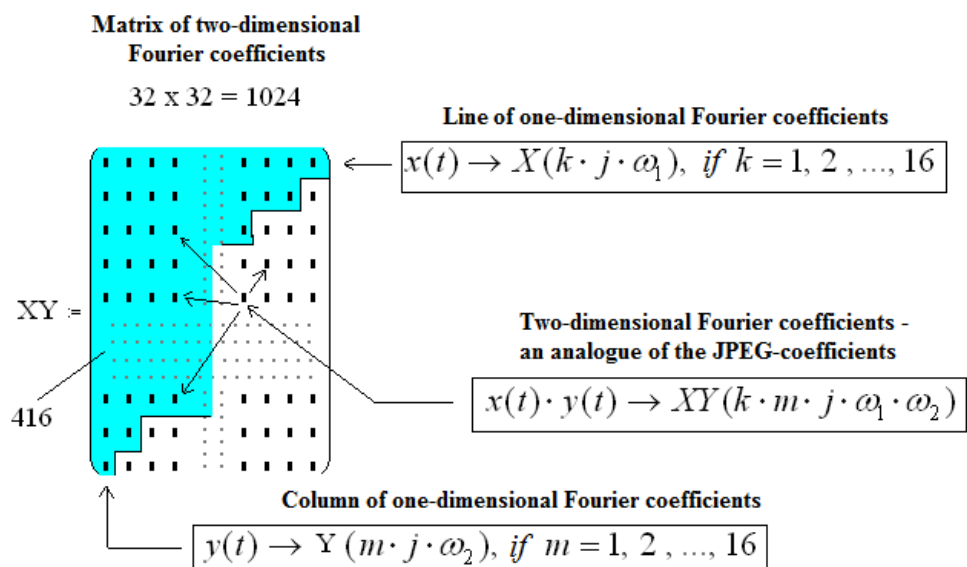 Matrix of two-dimensional
Fourier coefficients
32 x 32 = 1024
Line of one-dimensional Fourier coefficients
x(t) → X(k · j · ω₁), if k = 1, 2 , ..., 16
XY :=
Two-dimensional Fourier coefficients -
an analogue of the JPEG-coefficients
x(t) · y(t) → XY(k · m · j · ω₁ · ω₂)
416
Column of one-dimensional Fourier coefficients
y(t) → Y (m · j · ω₂), if m = 1, 2 , ..., 16